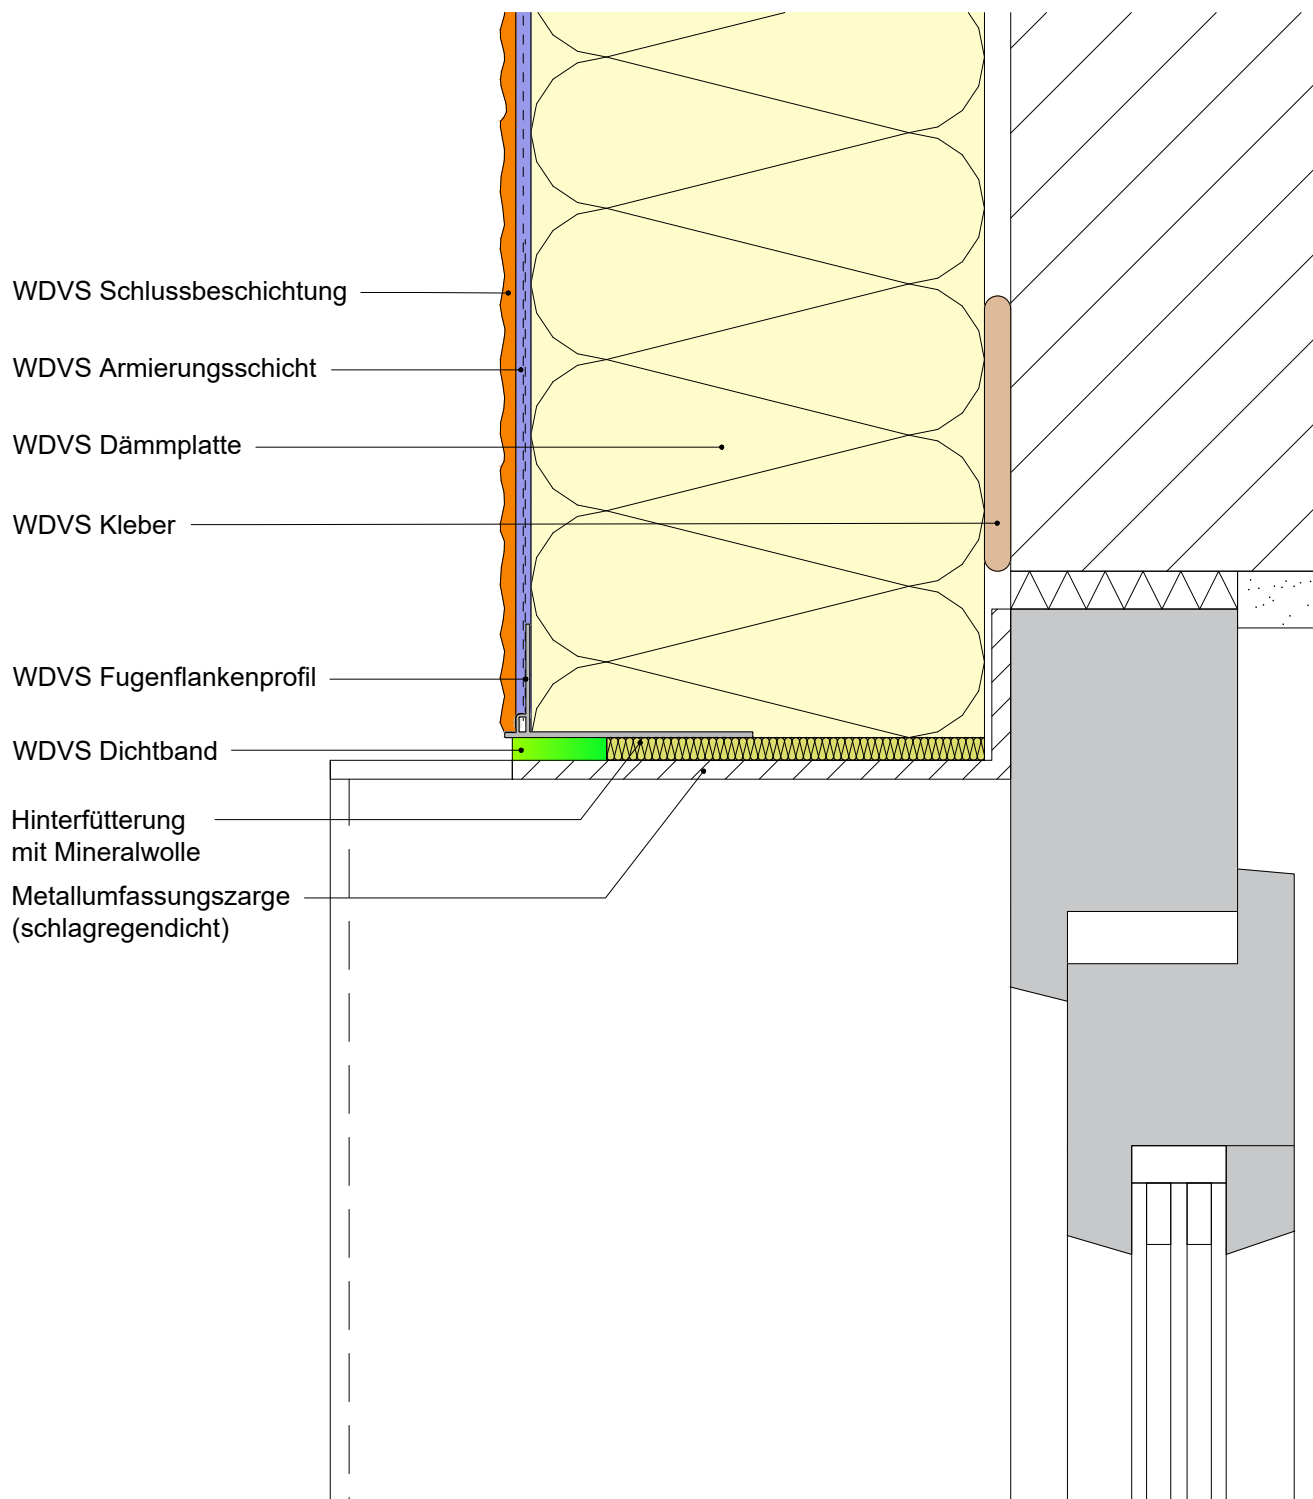 WDVS Schlussbeschichtung
WDVS Armierungsschicht
WDVS Dämmplatte
WDVS Kleber
WDVS Fugenflankenprofil
WDVS Dichtband
Hinterfütterung
mit Mineralwolle
Metallumfassungszarge
(schlagregendicht)